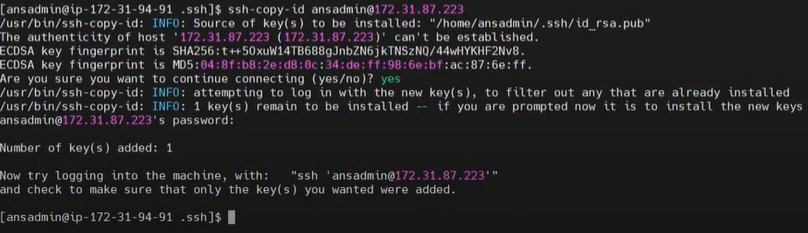 [ansadmin@ip-172-31-94-91 .ssh]$ ssh-copy-id ansadmin@172.31.87.223
/usr/bin/ssh-copy-id: INFO: Source of key(s) to be installed: "/home/ansadmin/.ssh/id_rsa.pub"
The authenticity of host '172.31.87.223 (172.31.87.223)' can't be established.
ECDSA key fingerprint is SHA256:t++5OxuW14TB688gJnbZN6jkTNSzNQ/44wHYKHF2Nv8.
ECDSA key fingerprint is MD5:04:8f:b8:2e:d8:0c:34:de:ff:98:6e:bf:ac:87:6e:ff.
Are you sure you want to continue connecting (yes/no)? yes
/usr/bin/ssh-copy-id: INFO: attempting to log in with the new key(s), to filter out any that are already installed
/usr/bin/ssh-copy-id: INFO: 1 key(s) remain to be installed -- if you are prompted now it is to install the new keys
ansadmin@172.31.87.223's password:
Number of key(s) added: 1
Now try logging into the machine, with:   "ssh 'ansadmin@172.31.87.223'"
and check to make sure that only the key(s) you wanted were added.
[ansadmin@ip-172-31-94-91 .ssh]$